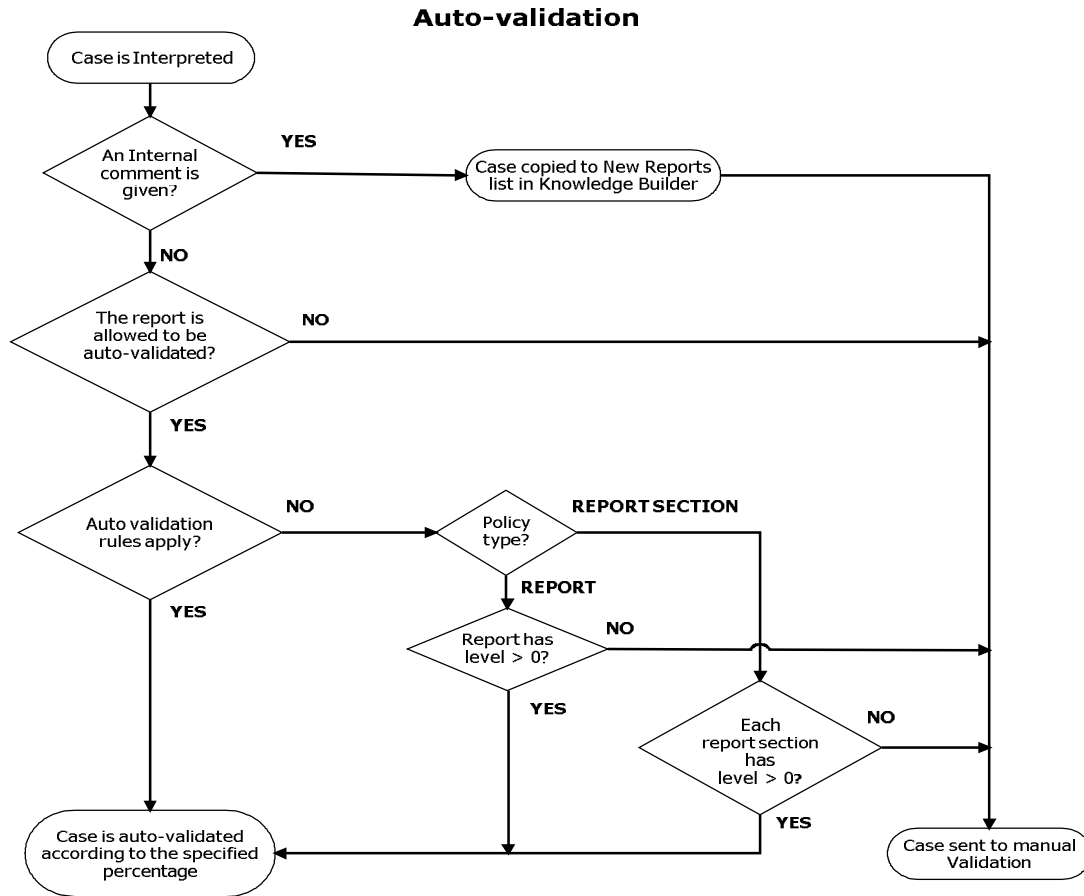 Auto-validation
Case is Interpreted
An Internal
comment is
given?
YES
Case copied to New Reports
list in Knowledge Builder
NO
The report is
allowed to be
auto-validated?
NO
YES
Auto validation
rules apply?
NO
Policy
type?
REPORT SECTION
REPORT
YES
Report has
level > 0?
NO
YES
Each
report section
has
level > 0?
NO
YES
Case is auto-validated
according to the specified
percentage
Case sent to manual
Validation